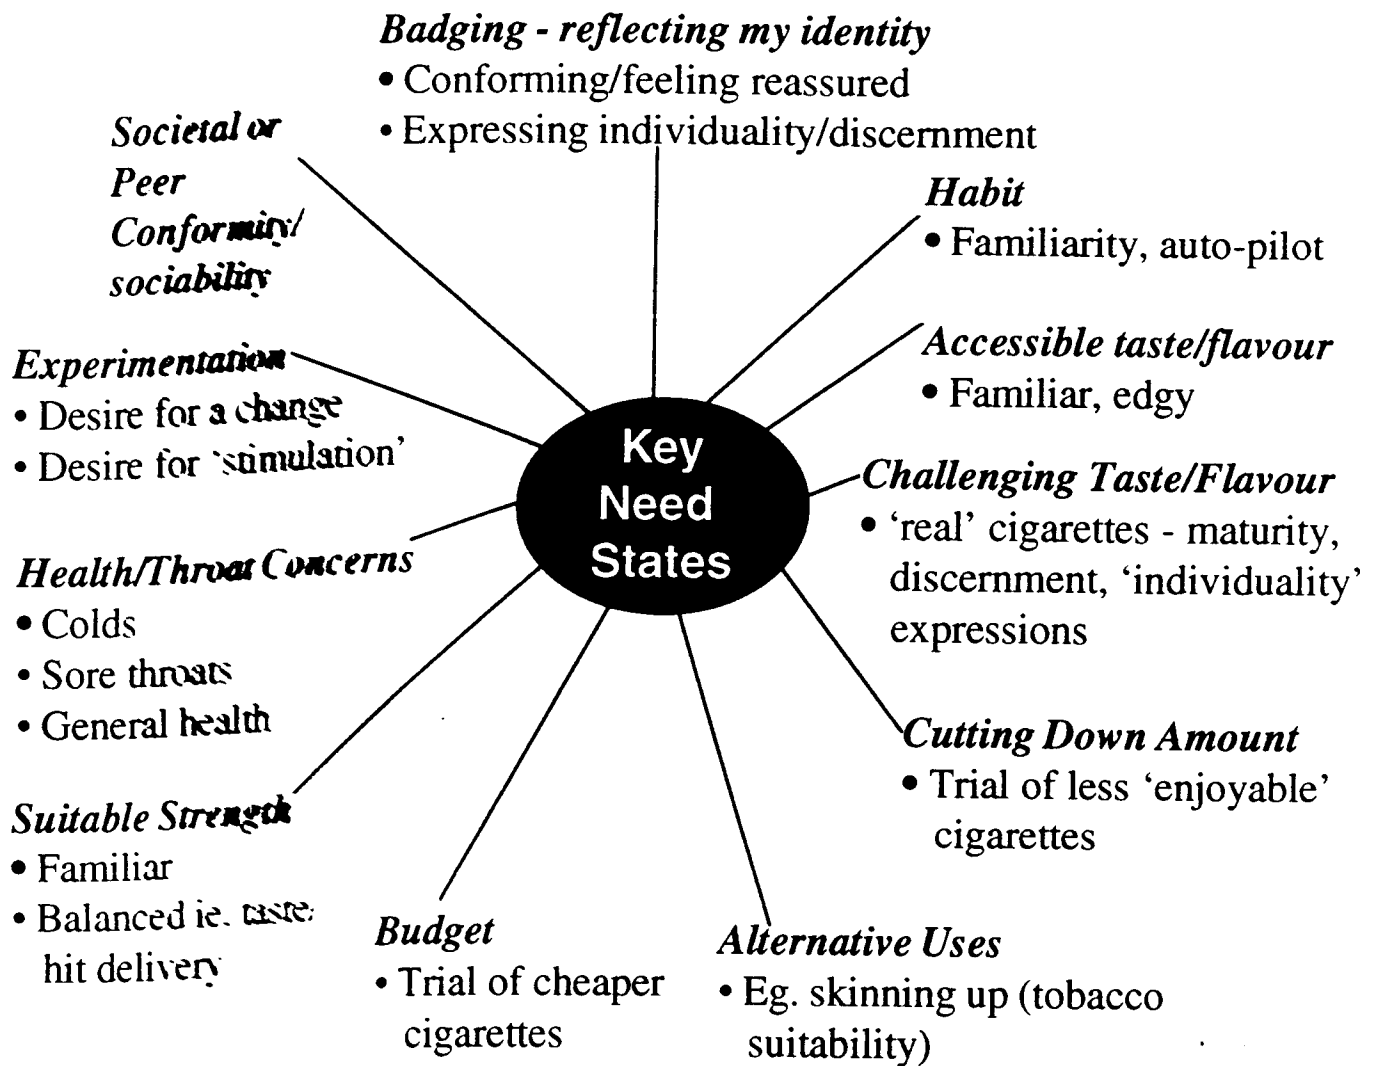 Badging - reflecting my identity
• Conforming/feeling reassured
• Expressing individuality/discernment
Societal or
Peer
Conformity/
sociability
Habit
• Familiarity, auto-pilot
Accessible taste/flavour
• Familiar, edgy
Experimentation
• Desire for a change
• Desire for 'stimulation'
Key
Need
States
Challenging Taste/Flavour
• 'real' cigarettes - maturity,
discernment, 'individuality'
expressions
Health/Throat Concerns
• Colds
• Sore throats
• General health
Cutting Down Amount
• Trial of less 'enjoyable'
cigarettes
Suitable Strength
• Familiar
• Balanced ie. taste/
hit delivery
Budget
• Trial of cheaper
cigarettes
Alternative Uses
• Eg. skinning up (tobacco
suitability)